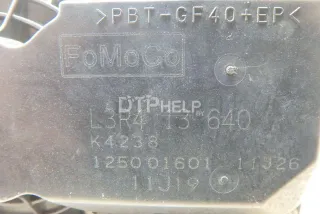 >PBT-GF40+EP<
FoMoCo
DTPHELP
L3R4 13 640
K4238
125001601 11J26
11J19